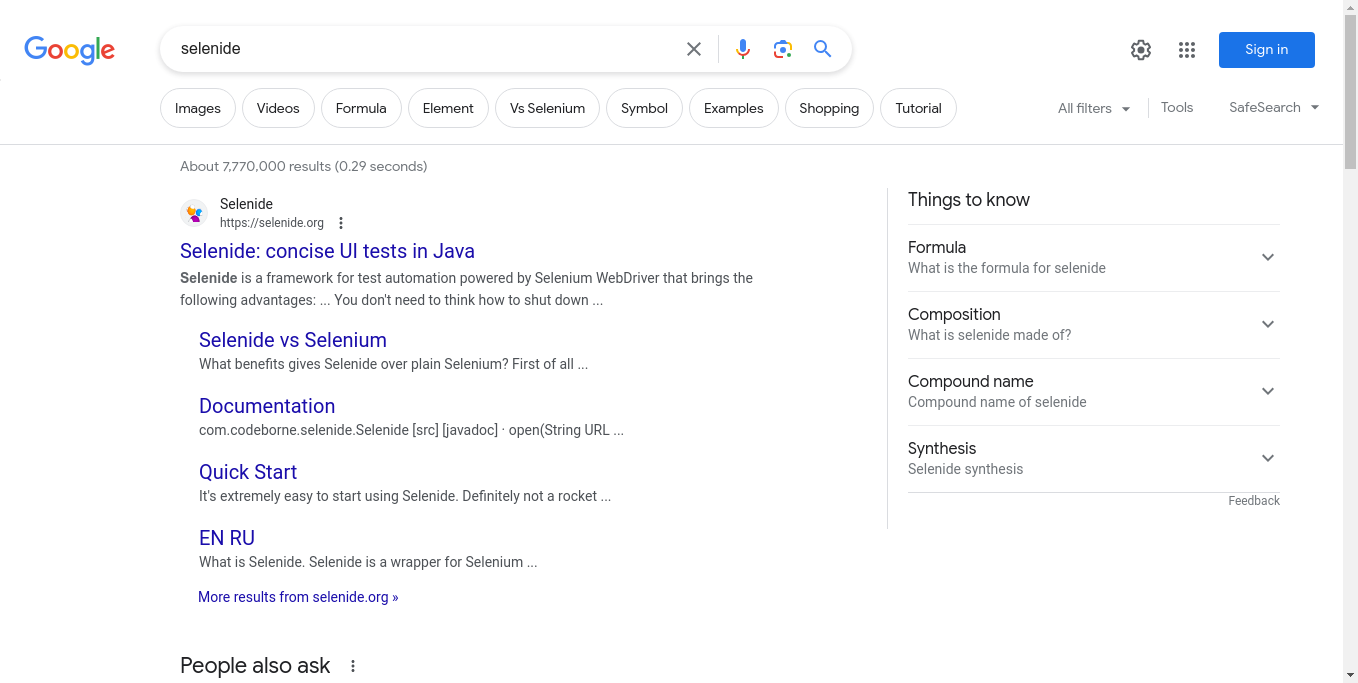 Google
selenide
Sign in
Images
Videos
Formula
Element
Vs Selenium
Symbol
Examples
Shopping
Tutorial
All filters
Tools
SafeSearch
About 7,770,000 results (0.29 seconds)
Selenide
https://selenide.org
Selenide: concise UI tests in Java
Selenide is a framework for test automation powered by Selenium WebDriver that brings the
following advantages: ... You don't need to think how to shut down ...
Selenide vs Selenium
What benefits gives Selenide over plain Selenium? First of all ...
Documentation
com.codeborne.selenide.Selenide [src] [javadoc] · open(String URL ...
Quick Start
It's extremely easy to start using Selenide. Definitely not a rocket ...
EN RU
What is Selenide. Selenide is a wrapper for Selenium ...
More results from selenide.org »
People also ask
Things to know
Formula
What is the formula for selenide
Composition
What is selenide made of?
Compound name
Compound name of selenide
Synthesis
Selenide synthesis
Feedback